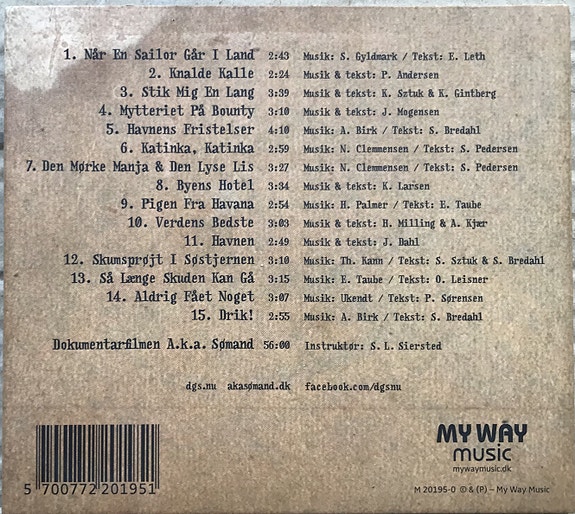 1. Når En Sailor Går I Land 2:43 Musik: S. Gyldmark / Tekst: E. Leth
2. Knalde Kalle 2:24 Musik & tekst: P. Andersen
3. Stik Mig En Lang 3:39 Musik & tekst: K. Sztuk & K. Gintberg
4. Mytteriet På Bounty 3:10 Musik & tekst: J. Mogensen
5. Havnens Fristelser 4:10 Musik: A. Birk / Tekst: S. Bredahl
6. Katinka, Katinka 2:59 Musik: N. Clemmensen / Tekst: S. Pedersen
7. Den Mørke Manja & Den Lyse Lis 3:27 Musik: N. Clemmensen / Tekst: S. Pedersen
8. Byens Hotel 3:34 Musik & tekst: K. Larsen
9. Pigen Fra Havana 2:54 Musik: H. Palmer / Tekst: E. Taube
10. Verdens Bedste 3:03 Musik & tekst: H. Milling & A. Kjær
11. Havnen 2:49 Musik & tekst: J. Dahl
12. Skumsprøjt I Søstjernen 3:10 Musik: Th. Kann / Tekst: S. Sztuk & S. Bredahl
13. Så Længe Skuden Kan Gå 3:15 Musik: E. Taube / Tekst: O. Leisner
14. Aldrig Fået Noget 3:07 Musik: Ukendt / Tekst: P. Sørensen
15. Drik! 2:55 Musik: A. Birk / Tekst: S. Bredahl
Dokumentarfilmen A.k.a. Sømand 56:00 Instruktør: S. L. Siersted
dgs.nu akasømand.dk facebook.com/dgsnu
MY WAY
music
mywaymusic.dk
5 700772 201951
M 20195-0 © & (P) – My Way Music